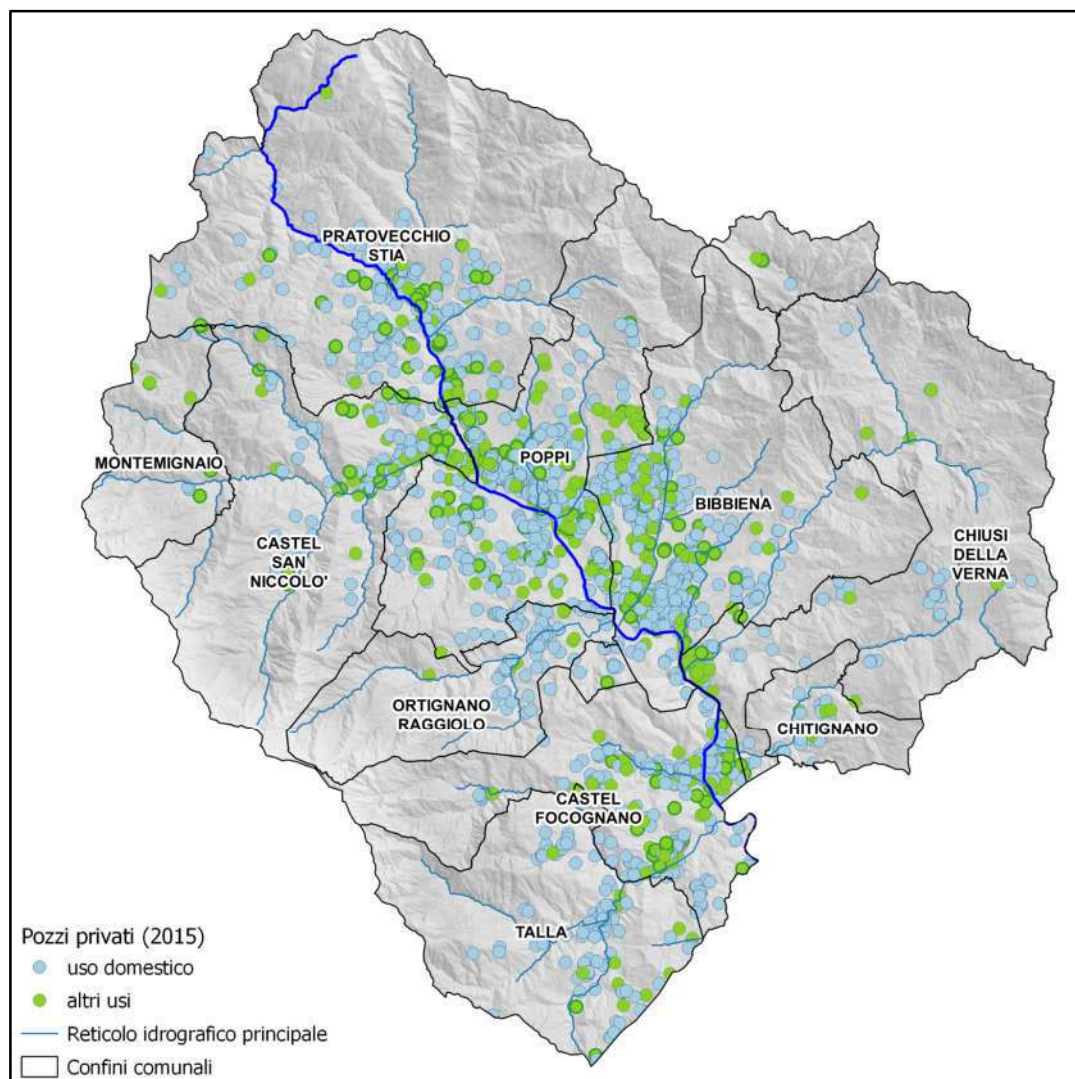 PRATOVECCHIO
STIA
POPPI
MONTEMIGNAIO
BIBBIENA
CASTEL
SAN
NICCOLO'
CHIUSI
DELLA
VERNA
ORTIGNANO
RAGGIOLO
CHITIGNANO
CASTEL
FOCOGNANO
TALLA
Pozzi privati (2015)
uso domestico
altri usi
Reticolo idrografico principale
Confini comunali